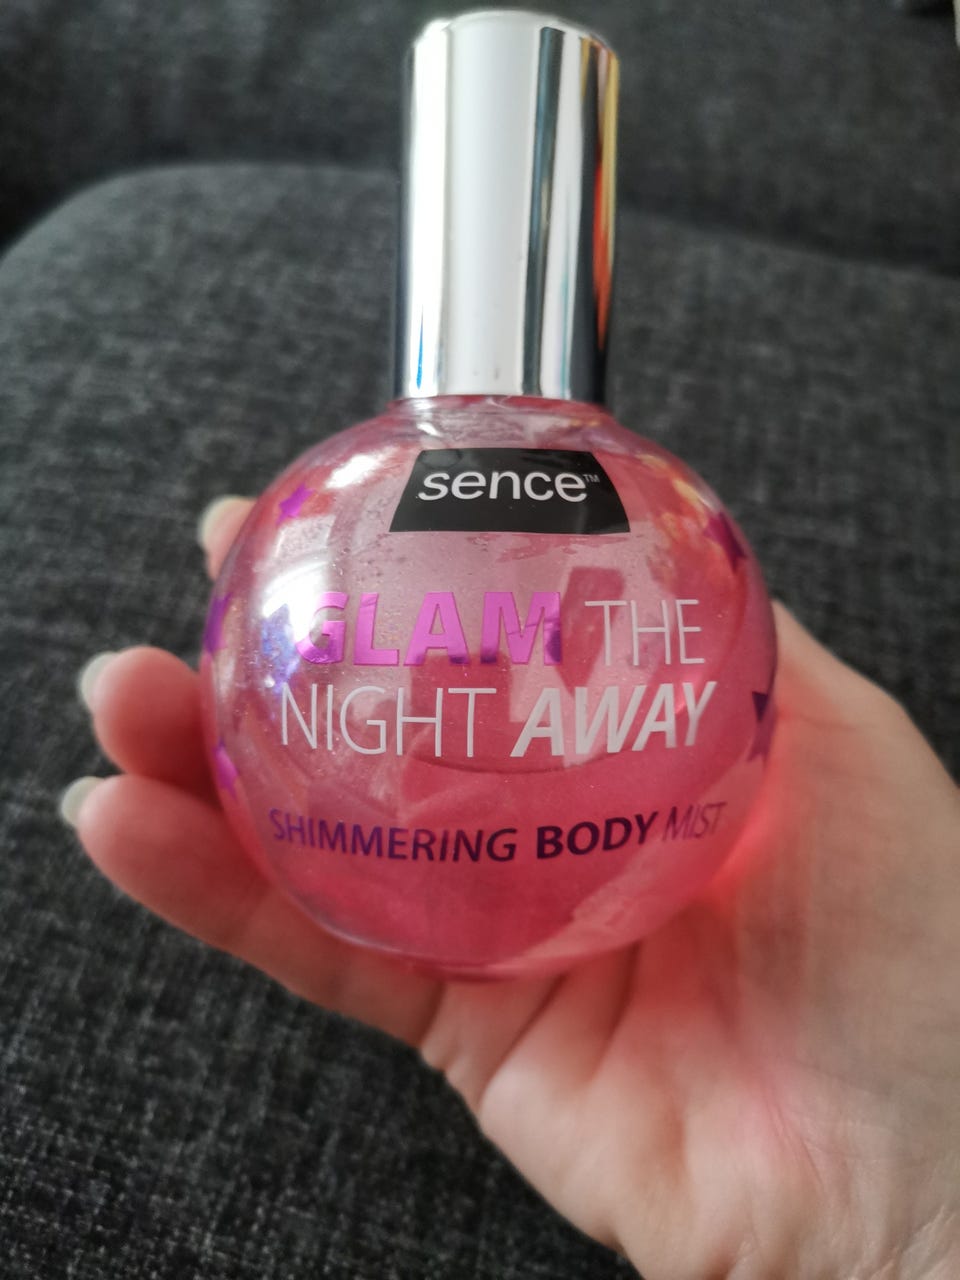 sence™
GLAM THE
NIGHT AWAY
SHIMMERING BODY MIST